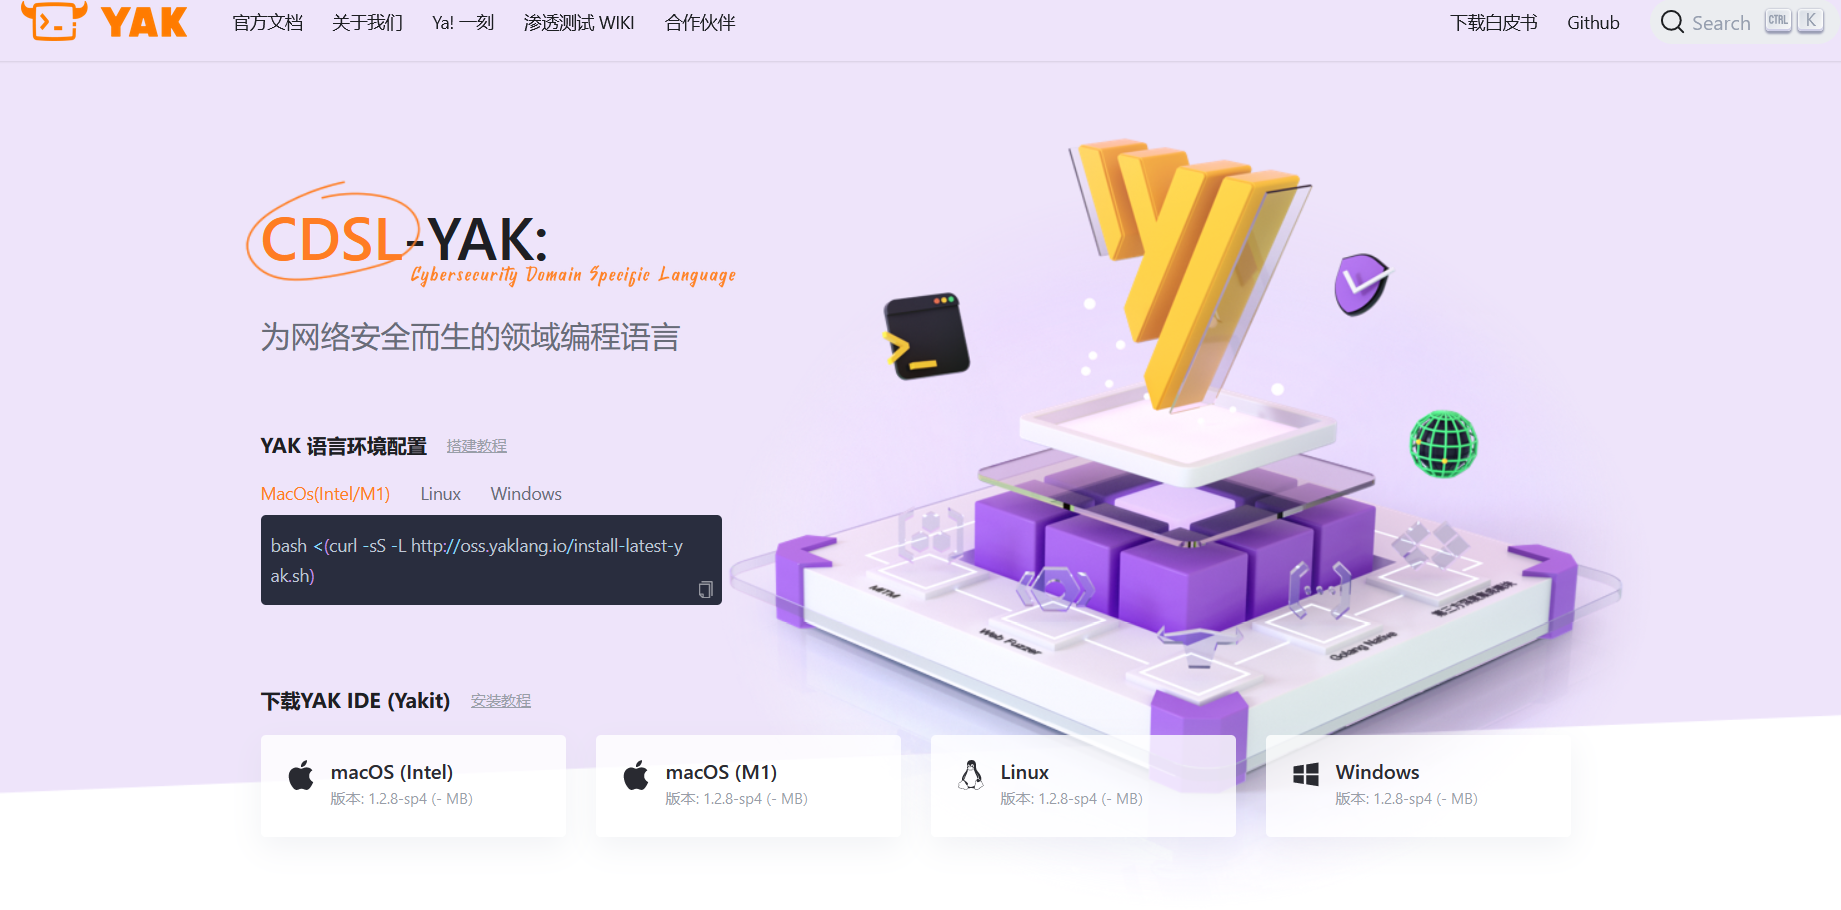 YAK 官方文档 关于我们 Ya! 一刻 渗透测试 WIKI 合作伙伴 下载白皮书 Github Search CTRL K
CDSL-YAK:
Cybersecurity Domain Specific Language
为网络安全而生的领域编程语言
YAK 语言环境配置 搭建教程
MacOs(Intel/M1) Linux Windows
bash <(curl -sS -L http://oss.yaklang.io/install-latest-y
ak.sh)
MITM
Web Fuzzer
Golang Native
下载YAK IDE (Yakit) 安装教程
macOS (Intel)
版本: 1.2.8-sp4 (- MB)
macOS (M1)
版本: 1.2.8-sp4 (- MB)
Linux
版本: 1.2.8-sp4 (- MB)
Windows
版本: 1.2.8-sp4 (- MB)